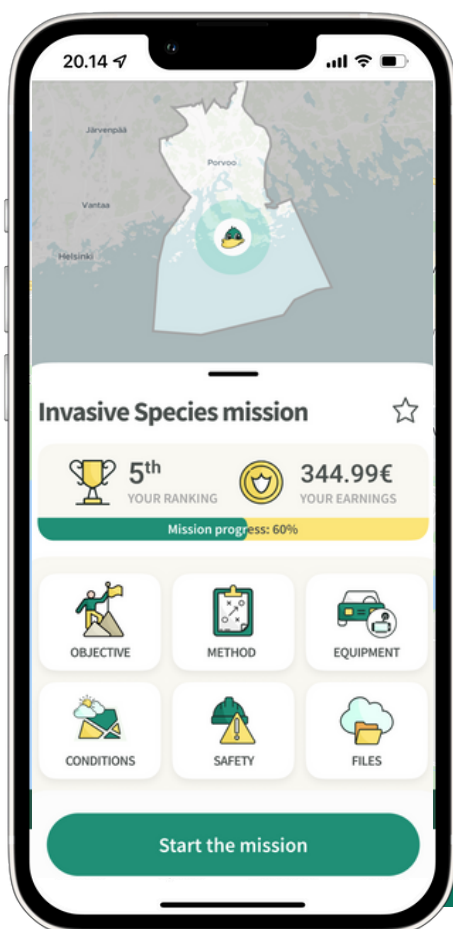 20.14
Järvenpää
Porvoo
Vantaa
Helsinki
Invasive Species mission
5th
YOUR RANKING
344.99€
YOUR EARNINGS
Mission progress: 60%
OBJECTIVE
METHOD
EQUIPMENT
CONDITIONS
SAFETY
FILES
Start the mission